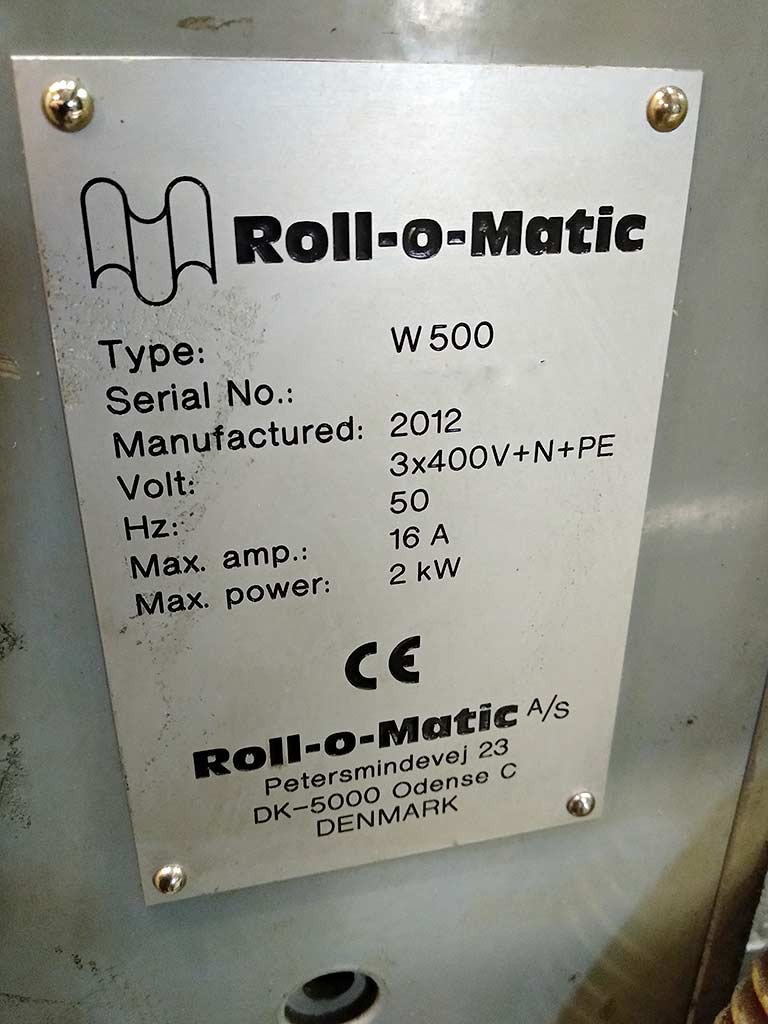 Roll-o-Matic
Type: W500
Serial No.:
Manufactured: 2012
Volt: 3x400V+N+PE
Hz: 50
Max. amp.: 16 A
Max. power: 2 kW
CE
Roll-o-Matic A/S
Petersmindevej 23
DK-5000 Odense C
DENMARK